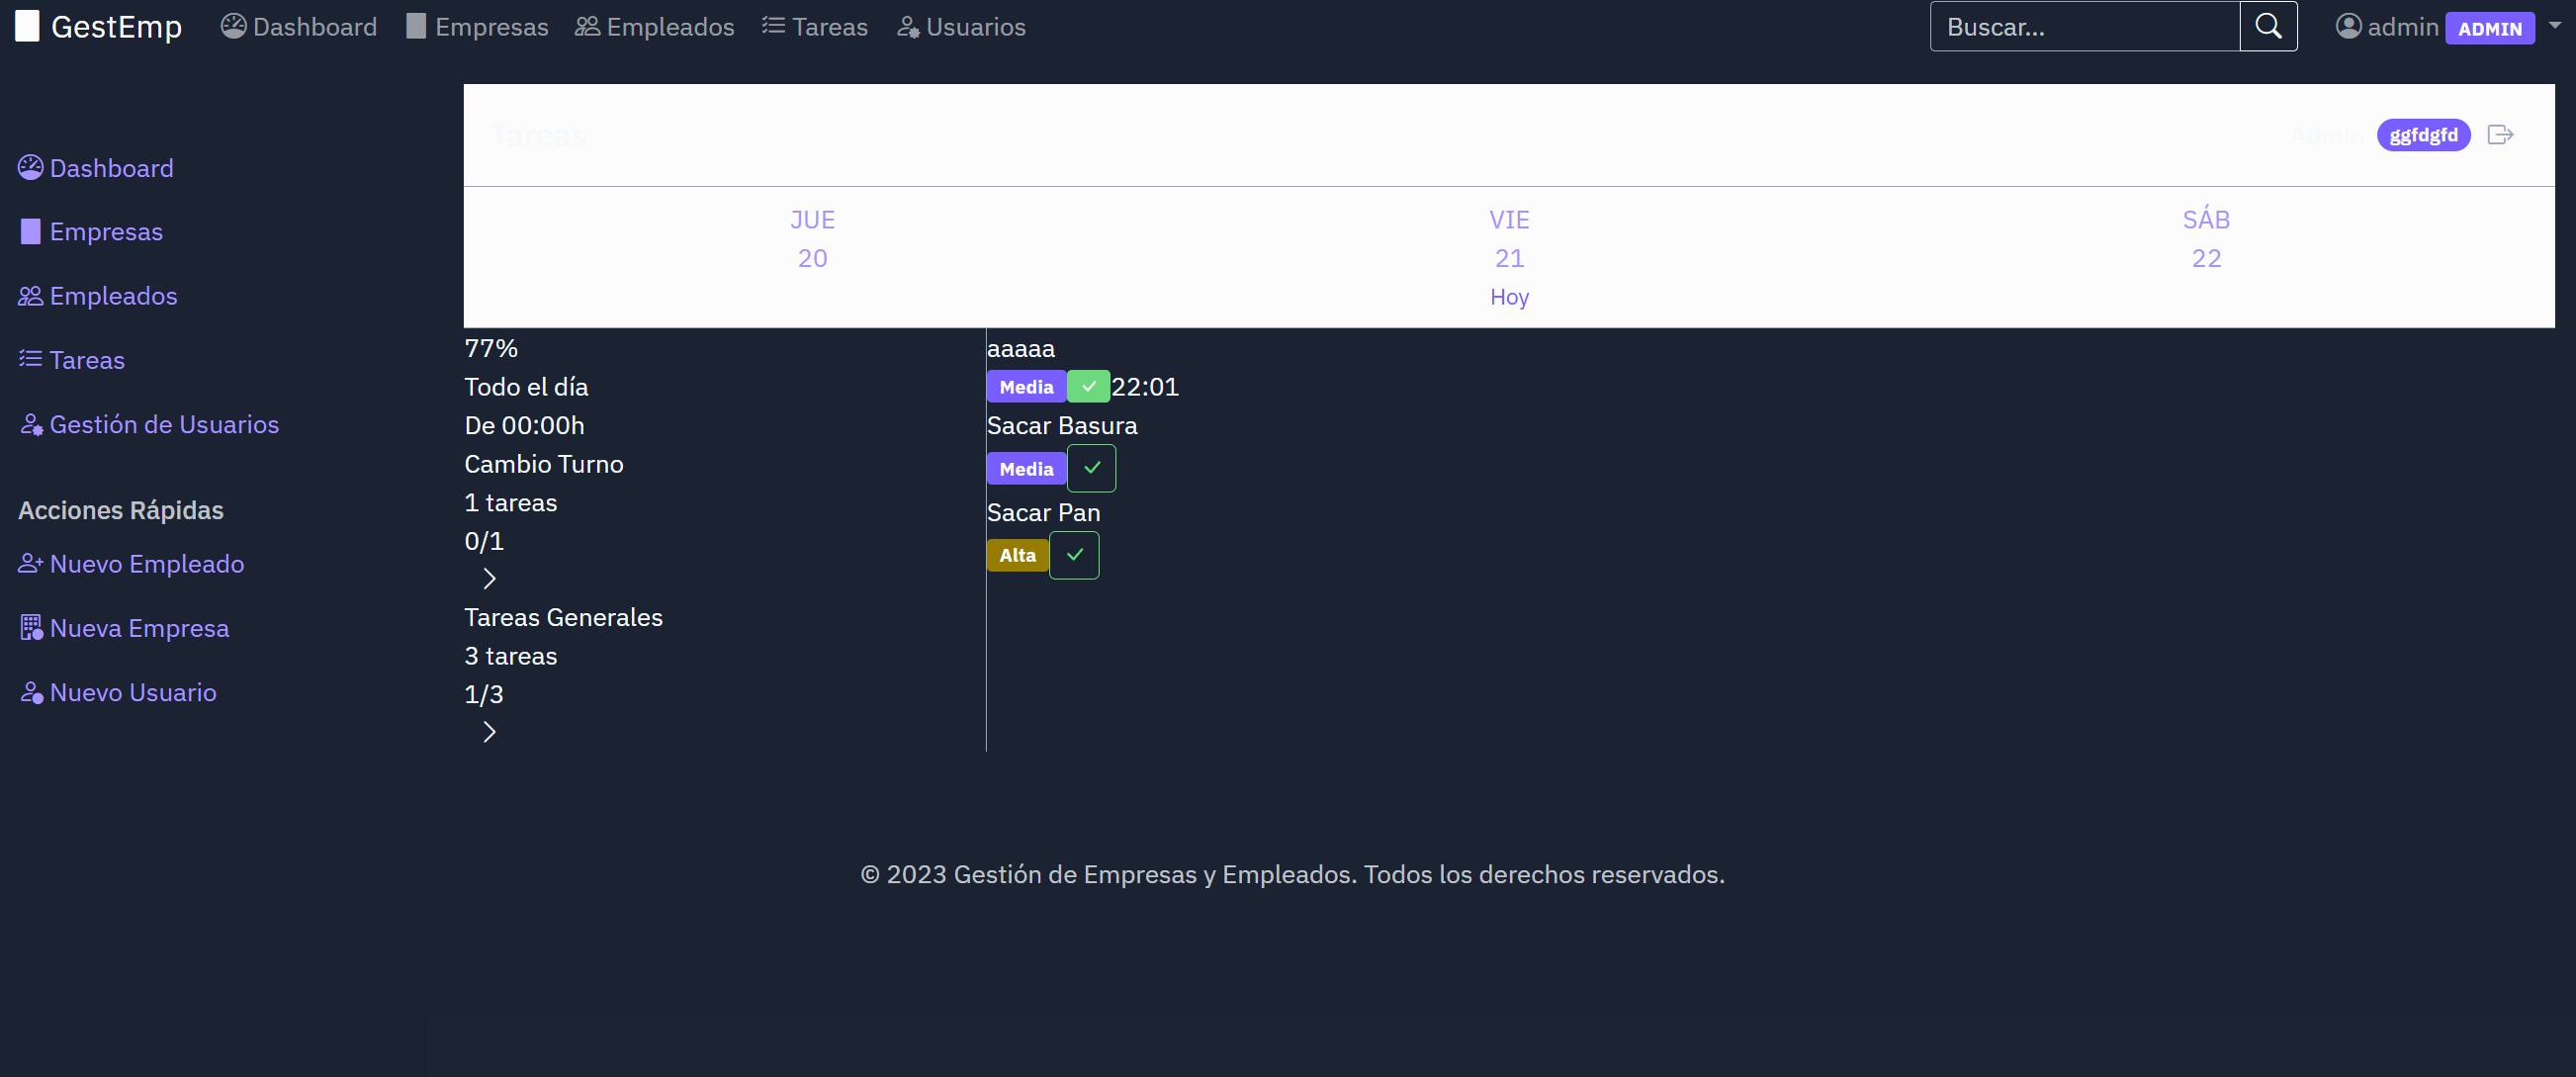 GestEmp Dashboard Empresas Empleados Tareas Usuarios Buscar... admin ADMIN
Dashboard
Empresas
Empleados
Tareas
Gestión de Usuarios
Acciones Rápidas
Nuevo Empleado
Nueva Empresa
Nuevo Usuario
Tareas Admin ggfdgfd
JUE VIE SÁB
20 21 22
Hoy
77%
Todo el día
De 00:00h
Cambio Turno
1 tareas
0/1
Tareas Generales
3 tareas
1/3
aaaaa
Media 22:01
Sacar Basura
Media
Sacar Pan
Alta
© 2023 Gestión de Empresas y Empleados. Todos los derechos reservados.